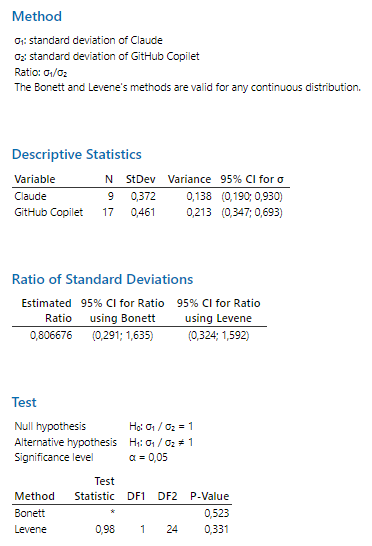 Method
σ₁: standard deviation of Claude
σ₂: standard deviation of GitHub Copilet
Ratio: σ₁/σ₂
The Bonett and Levene's methods are valid for any continuous distribution.
Descriptive Statistics
Variable N StDev Variance 95% CI for σ
Claude 9 0,372 0,138 (0,190; 0,930)
GitHub Copilet 17 0,461 0,213 (0,347; 0,693)
Ratio of Standard Deviations
Estimated 95% CI for Ratio 95% CI for Ratio
Ratio using Bonett using Levene
0,806676 (0,291; 1,635) (0,324; 1,592)
Test
Null hypothesis H₀: σ₁ / σ₂ = 1
Alternative hypothesis H₁: σ₁ / σ₂ ≠ 1
Significance level α = 0,05
Test
Method Statistic DF1 DF2 P-Value
Bonett * 0,523
Levene 0,98 1 24 0,331